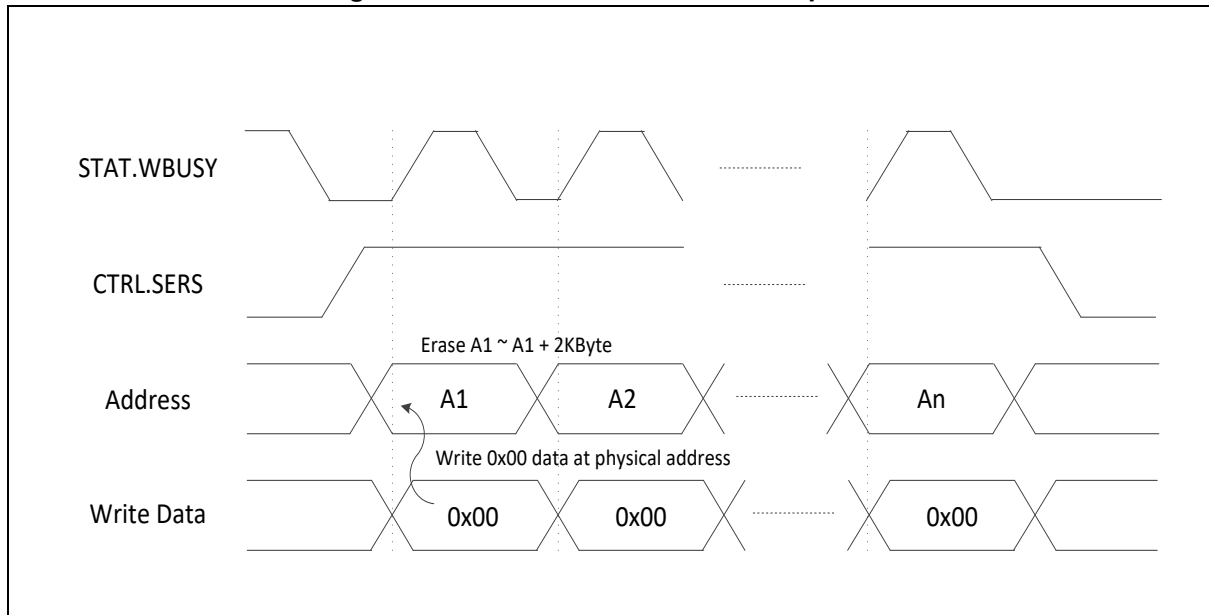 STAT.WBUSY
CTRL.SERS
Erase A1 ~ A1 + 2KByte
Address
A1
A2
An
Write 0x00 data at physical address
Write Data
0x00
0x00
0x00